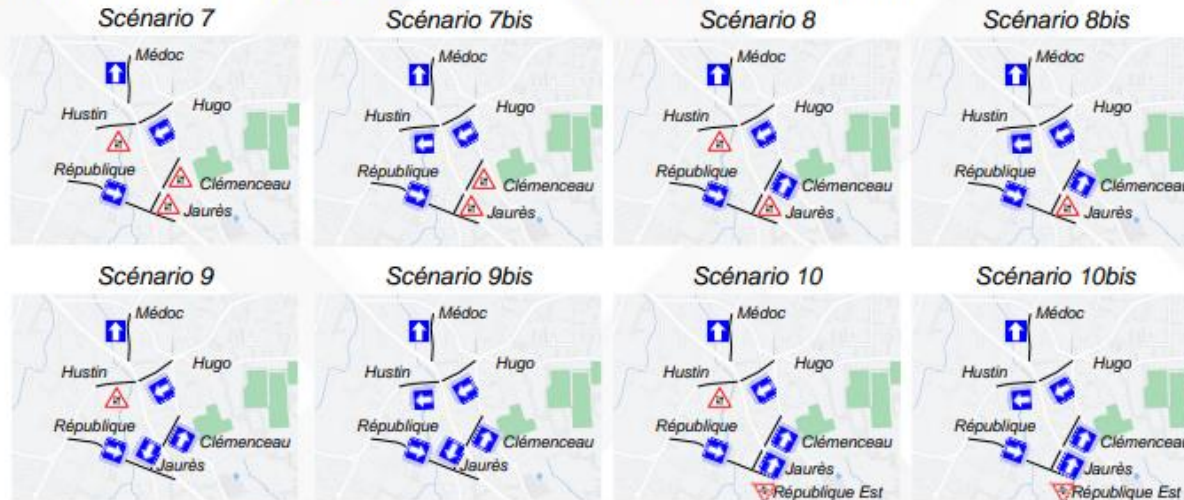 Scénario 7
Scénario 7bis
Scénario 8
Scénario 8bis
Médoc
Hustin
Hugo
République
Clémenceau
Jaurès
Médoc
Hustin
Hugo
République
Clémenceau
Jaurès
Médoc
Hustin
Hugo
République
Clémenceau
Jaurès
Médoc
Hustin
Hugo
République
Clémenceau
Jaurès
Scénario 9
Scénario 9bis
Scénario 10
Scénario 10bis
Médoc
Hustin
Hugo
République
Clémenceau
Jaurès
Médoc
Hustin
Hugo
République
Clémenceau
Jaurès
Médoc
Hustin
Hugo
République
Clémenceau
Jaurès
République Est
Médoc
Hustin
Hugo
République
Clémenceau
Jaurès
République Est